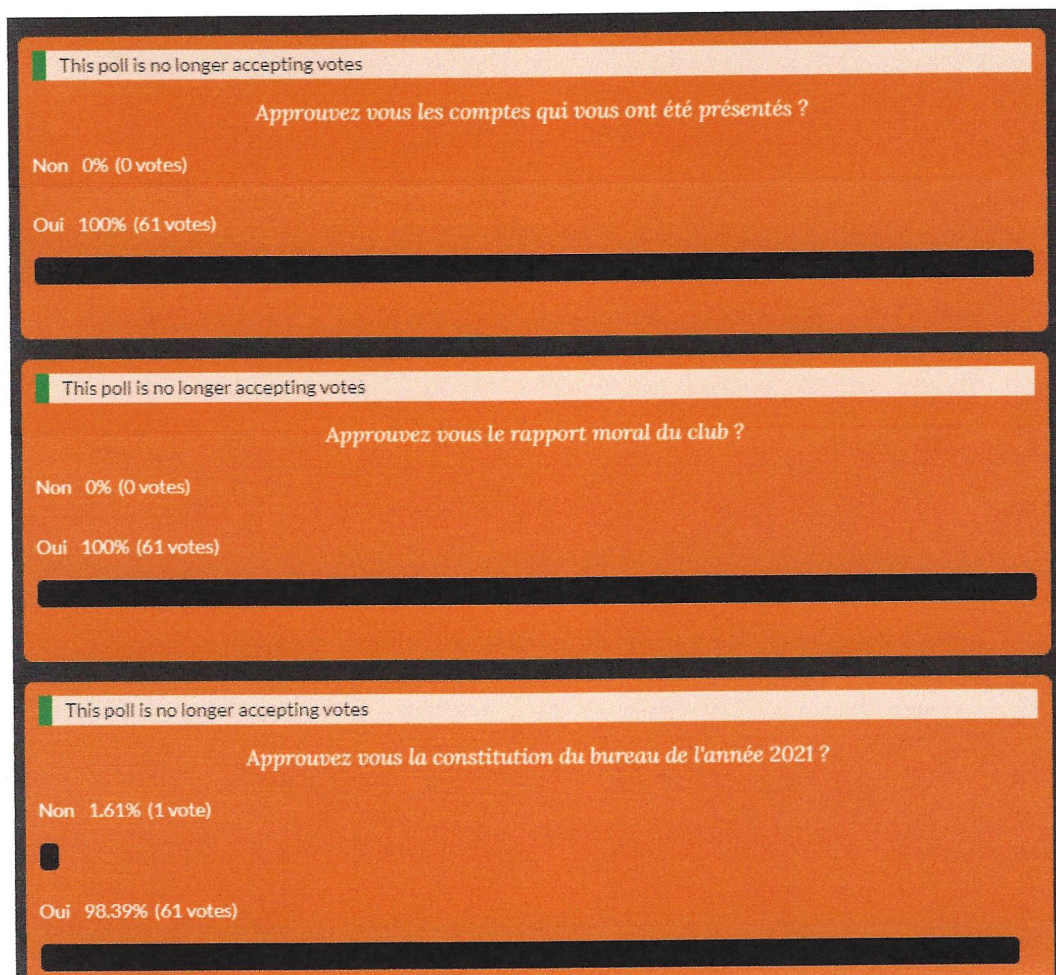 This poll is no longer accepting votes
Approuvez vous les comptes qui vous ont été présentés ?
Non 0% (0 votes)
Oui 100% (61 votes)
This poll is no longer accepting votes
Approuvez vous le rapport moral du club ?
Non 0% (0 votes)
Oui 100% (61 votes)
This poll is no longer accepting votes
Approuvez vous la constitution du bureau de l'année 2021 ?
Non 1.61% (1 vote)
Oui 98.39% (61 votes)